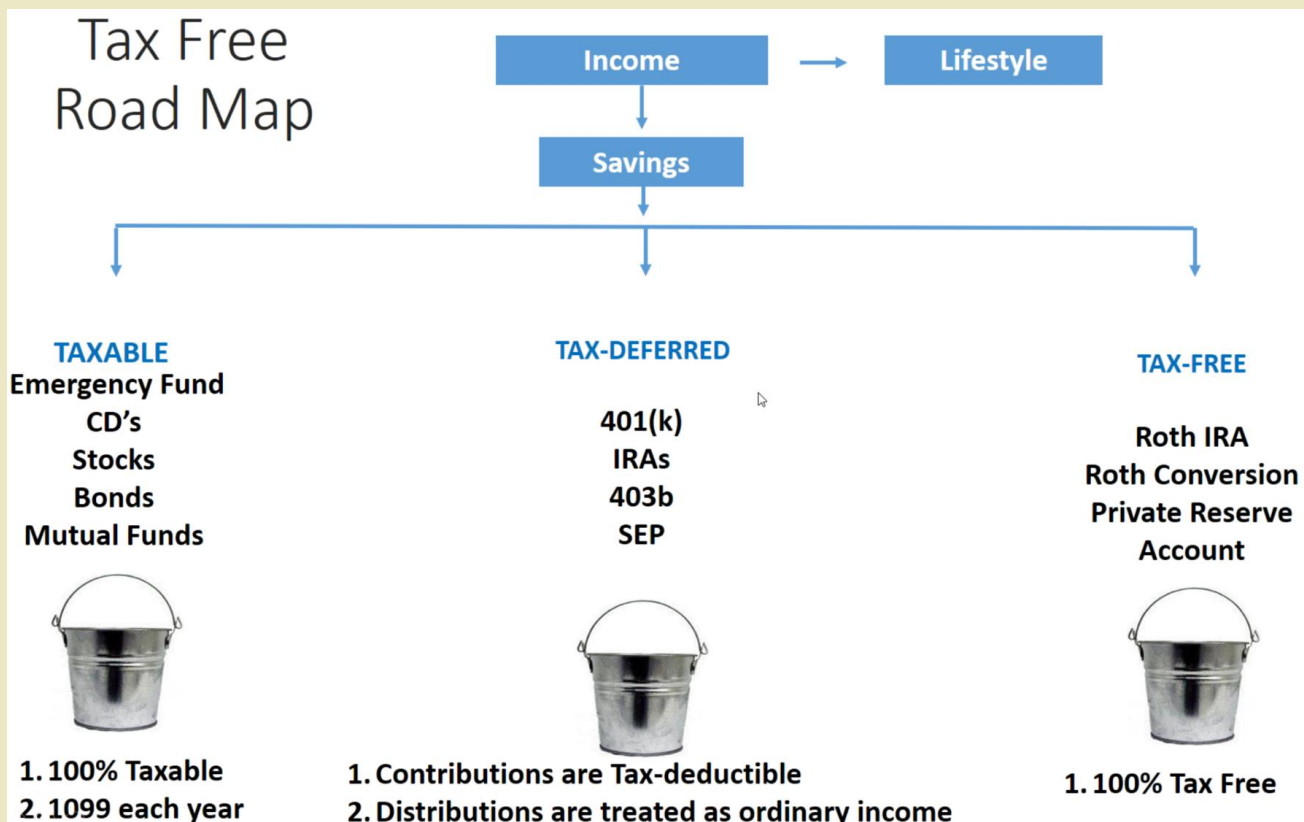 Tax Free
Road Map
Income
Lifestyle
Savings
TAXABLE
Emergency Fund
CD's
Stocks
Bonds
Mutual Funds
1. 100% Taxable
2. 1099 each year
TAX-DEFERRED
401(k)
IRAs
403b
SEP
1. Contributions are Tax-deductible
2. Distributions are treated as ordinary income
TAX-FREE
Roth IRA
Roth Conversion
Private Reserve
Account
1. 100% Tax Free